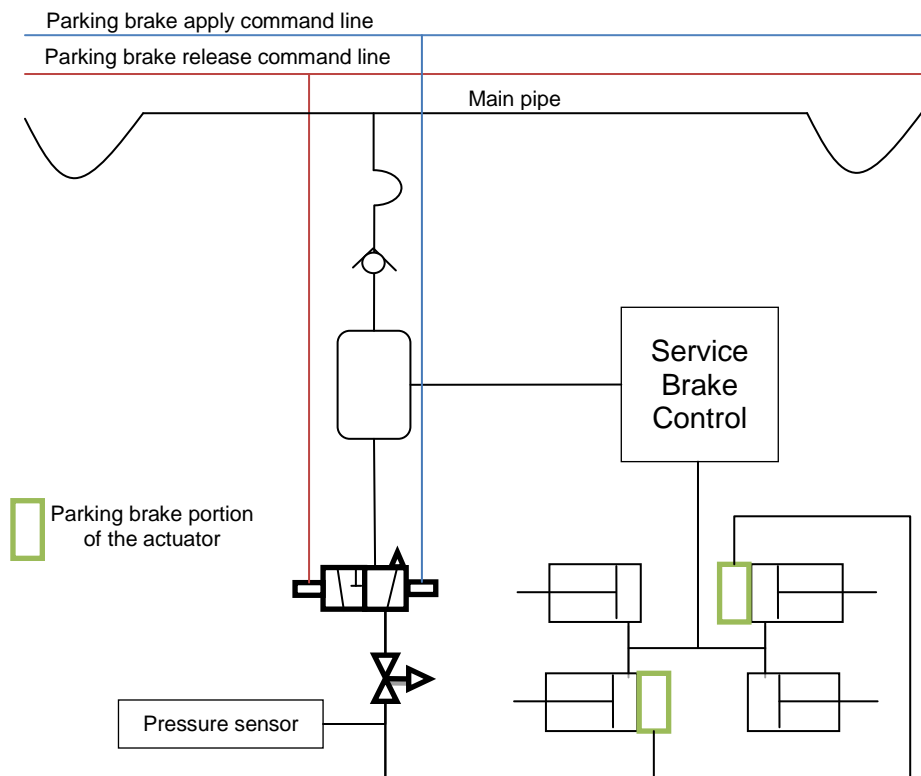 Parking brake apply command line
Parking brake release command line
Main pipe
Service
Brake
Control
Parking brake portion
of the actuator
Pressure sensor